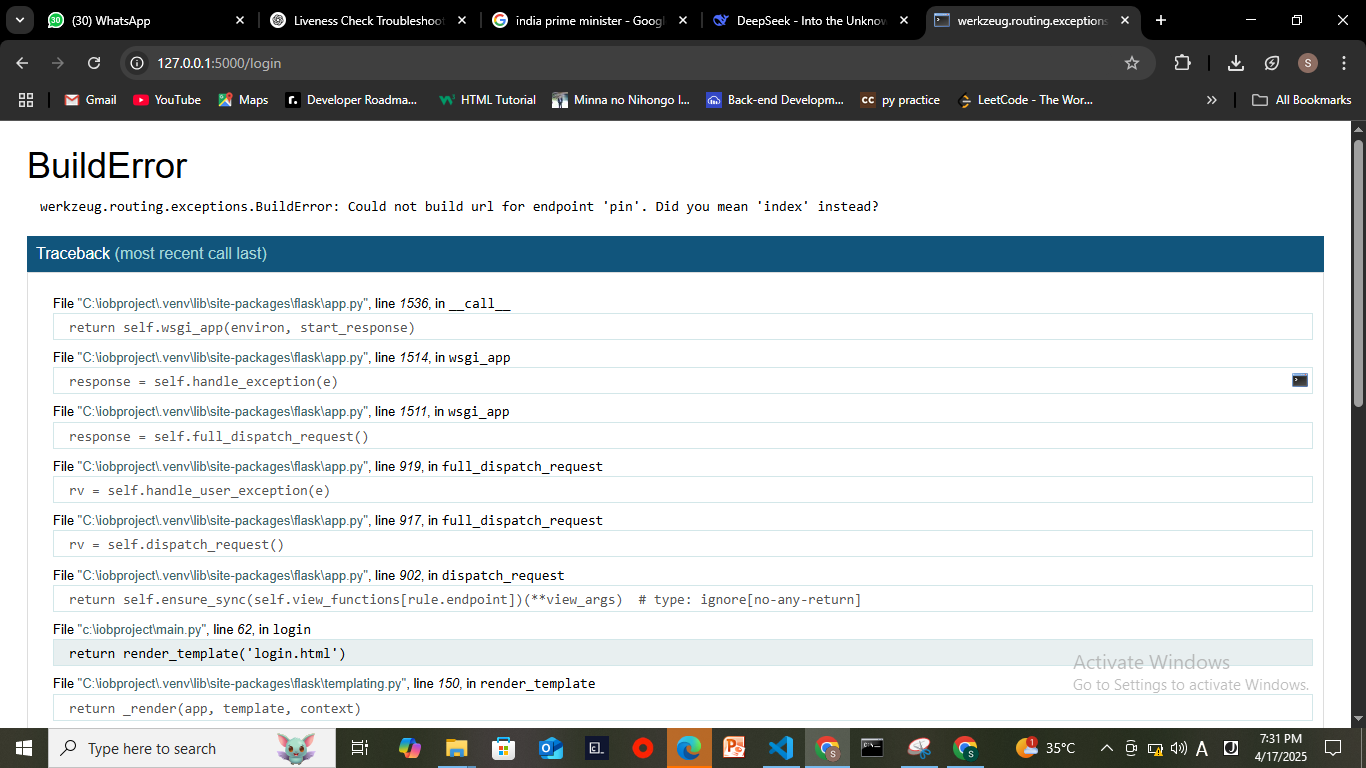 (30) WhatsApp
Liveness Check Troubleshoot
india prime minister - Googl
DeepSeek - Into the Unknow
werkzeug.routing.exceptions
127.0.0.1:5000/login
S
Gmail
YouTube
Maps
Developer Roadma...
HTML Tutorial
Minna no Nihongo I...
Back-end Developm...
py practice
LeetCode - The Wor...
All Bookmarks
BuildError
werkzeug.routing.exceptions.BuildError: Could not build url for endpoint 'pin'. Did you mean 'index' instead?
Traceback (most recent call last)
File "C:\iobproject\.venv\lib\site-packages\flask\app.py", line 1536, in __call__
return self.wsgi_app(environ, start_response)
File "C:\iobproject\.venv\lib\site-packages\flask\app.py", line 1514, in wsgi_app
response = self.handle_exception(e)
File "C:\iobproject\.venv\lib\site-packages\flask\app.py", line 1511, in wsgi_app
response = self.full_dispatch_request()
File "C:\iobproject\.venv\lib\site-packages\flask\app.py", line 919, in full_dispatch_request
rv = self.handle_user_exception(e)
File "C:\iobproject\.venv\lib\site-packages\flask\app.py", line 917, in full_dispatch_request
rv = self.dispatch_request()
File "C:\iobproject\.venv\lib\site-packages\flask\app.py", line 902, in dispatch_request
return self.ensure_sync(self.view_functions[rule.endpoint])(**view_args)  # type: ignore[no-any-return]
File "c:\iobproject\main.py", line 62, in login
return render_template('login.html')
File "C:\iobproject\.venv\lib\site-packages\flask\templating.py", line 150, in render_template
return _render(app, template, context)
Activate Windows
Go to Settings to activate Windows.
Type here to search
35°C
A
7:31 PM
4/17/2025